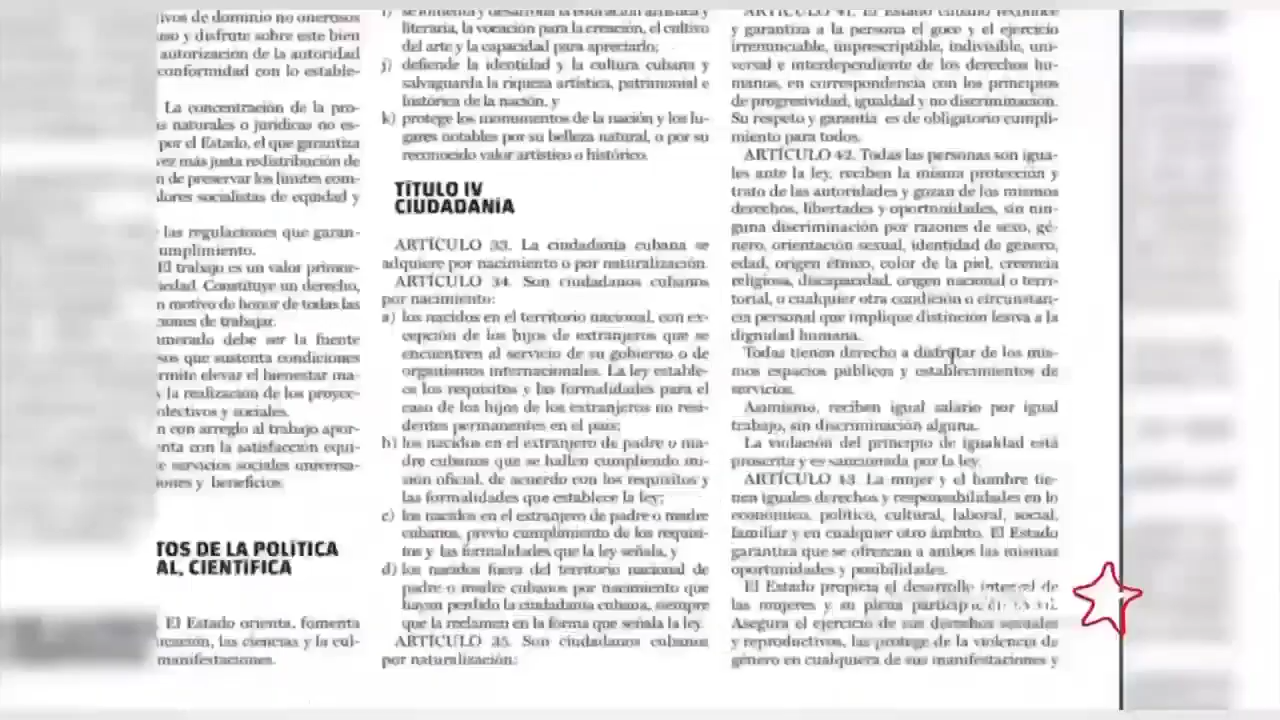 ivos de dominio no onerosos
uso y disfrute sobre este bien
autorización de la autoridad
conformidad con lo estable-
La concentración de la pro-
s naturales o jurídicas no es-
por el Estado, el que garantiza
vez más justa redistribución de
n de preservar los límites com-
lores socialistas de equidad y
las regulaciones que garan-
umplimiento.
El trabajo es un valor primor-
iedad. Constituye un derecho,
n motivo de honor de todas las
iones de trabajar.
unerado debe ser la fuente
sos que sustenta condiciones
rmite elevar el bienestar ma-
y la realización de los proyec-
olectivos y sociales.
n con arreglo al trabajo apor-
nta con la satisfacción equi-
e servicios sociales universa-
iones y beneficios.
TOS DE LA POLÍTICA
AL, CIENTÍFICA
El Estado orienta, fomenta
ucación, las ciencias y la cul-
manifestaciones.
i) se fomenta y desarrolla la educación artística y
literaria, la vocación para la creación, el cultivo
del arte y la capacidad para apreciarlo;
j) defiende la identidad y la cultura cubana y
salvaguarda la riqueza artística, patrimonial e
histórica de la nación, y
k) protege los monumentos de la nación y los lu-
gares notables por su belleza natural, o por su
reconocido valor artístico o histórico.
TÍTULO IV
CIUDADANÍA
ARTÍCULO 33. La ciudadanía cubana se
adquiere por nacimiento o por naturalización.
ARTÍCULO 34. Son ciudadanos cubanos
por nacimiento:
a) los nacidos en el territorio nacional, con ex-
cepción de los hijos de extranjeros que se
encuentren al servicio de su gobierno o de
organismos internacionales. La ley estable-
ce los requisitos y las formalidades para el
caso de los hijos de los extranjeros no resi-
dentes permanentes en el país;
b) los nacidos en el extranjero de padre o ma-
dre cubanos que se hallen cumpliendo mi-
sión oficial, de acuerdo con los requisitos y
las formalidades que establece la ley;
c) los nacidos en el extranjero de padre o madre
cubanos, previo cumplimiento de los requisi-
tos y las formalidades que la ley señala, y
d) los nacidos fuera del territorio nacional de
padre o madre cubanos por nacimiento que
hayan perdido la ciudadanía cubana, siempre
que la reclamen en la forma que señala la ley.
ARTÍCULO 35. Son ciudadanos cubanos
por naturalización:
ARTÍCULO 41. El Estado cubano reconoce
y garantiza a la persona el goce y el ejercicio
irrenunciable, imprescriptible, indivisible, uni-
versal e interdependiente de los derechos hu-
manos, en correspondencia con los principios
de progresividad, igualdad y no discriminación.
Su respeto y garantía es de obligatorio cumpli-
miento para todos.
ARTÍCULO 42. Todas las personas son igua-
les ante la ley, reciben la misma protección y
trato de las autoridades y gozan de los mismos
derechos, libertades y oportunidades, sin nin-
guna discriminación por razones de sexo, gé-
nero, orientación sexual, identidad de género,
edad, origen étnico, color de la piel, creencia
religiosa, discapacidad, origen nacional o terri-
torial, o cualquier otra condición o circunstan-
cia personal que implique distinción lesiva a la
dignidad humana.
Todas tienen derecho a disfrutar de los mis-
mos espacios públicos y establecimientos de
servicios.
Asimismo, reciben igual salario por igual
trabajo, sin discriminación alguna.
La violación del principio de igualdad está
proscrita y es sancionada por la ley.
ARTÍCULO 43. La mujer y el hombre tie-
nen iguales derechos y responsabilidades en lo
económico, político, cultural, laboral, social,
familiar y en cualquier otro ámbito. El Estado
garantiza que se ofrezcan a ambos las mismas
oportunidades y posibilidades.
El Estado propicia el desarrollo integral de
las mujeres y su plena participación social.
Asegura el ejercicio de sus derechos sexuales
y reproductivos, las protege de la violencia de
género en cualquiera de sus manifestaciones y